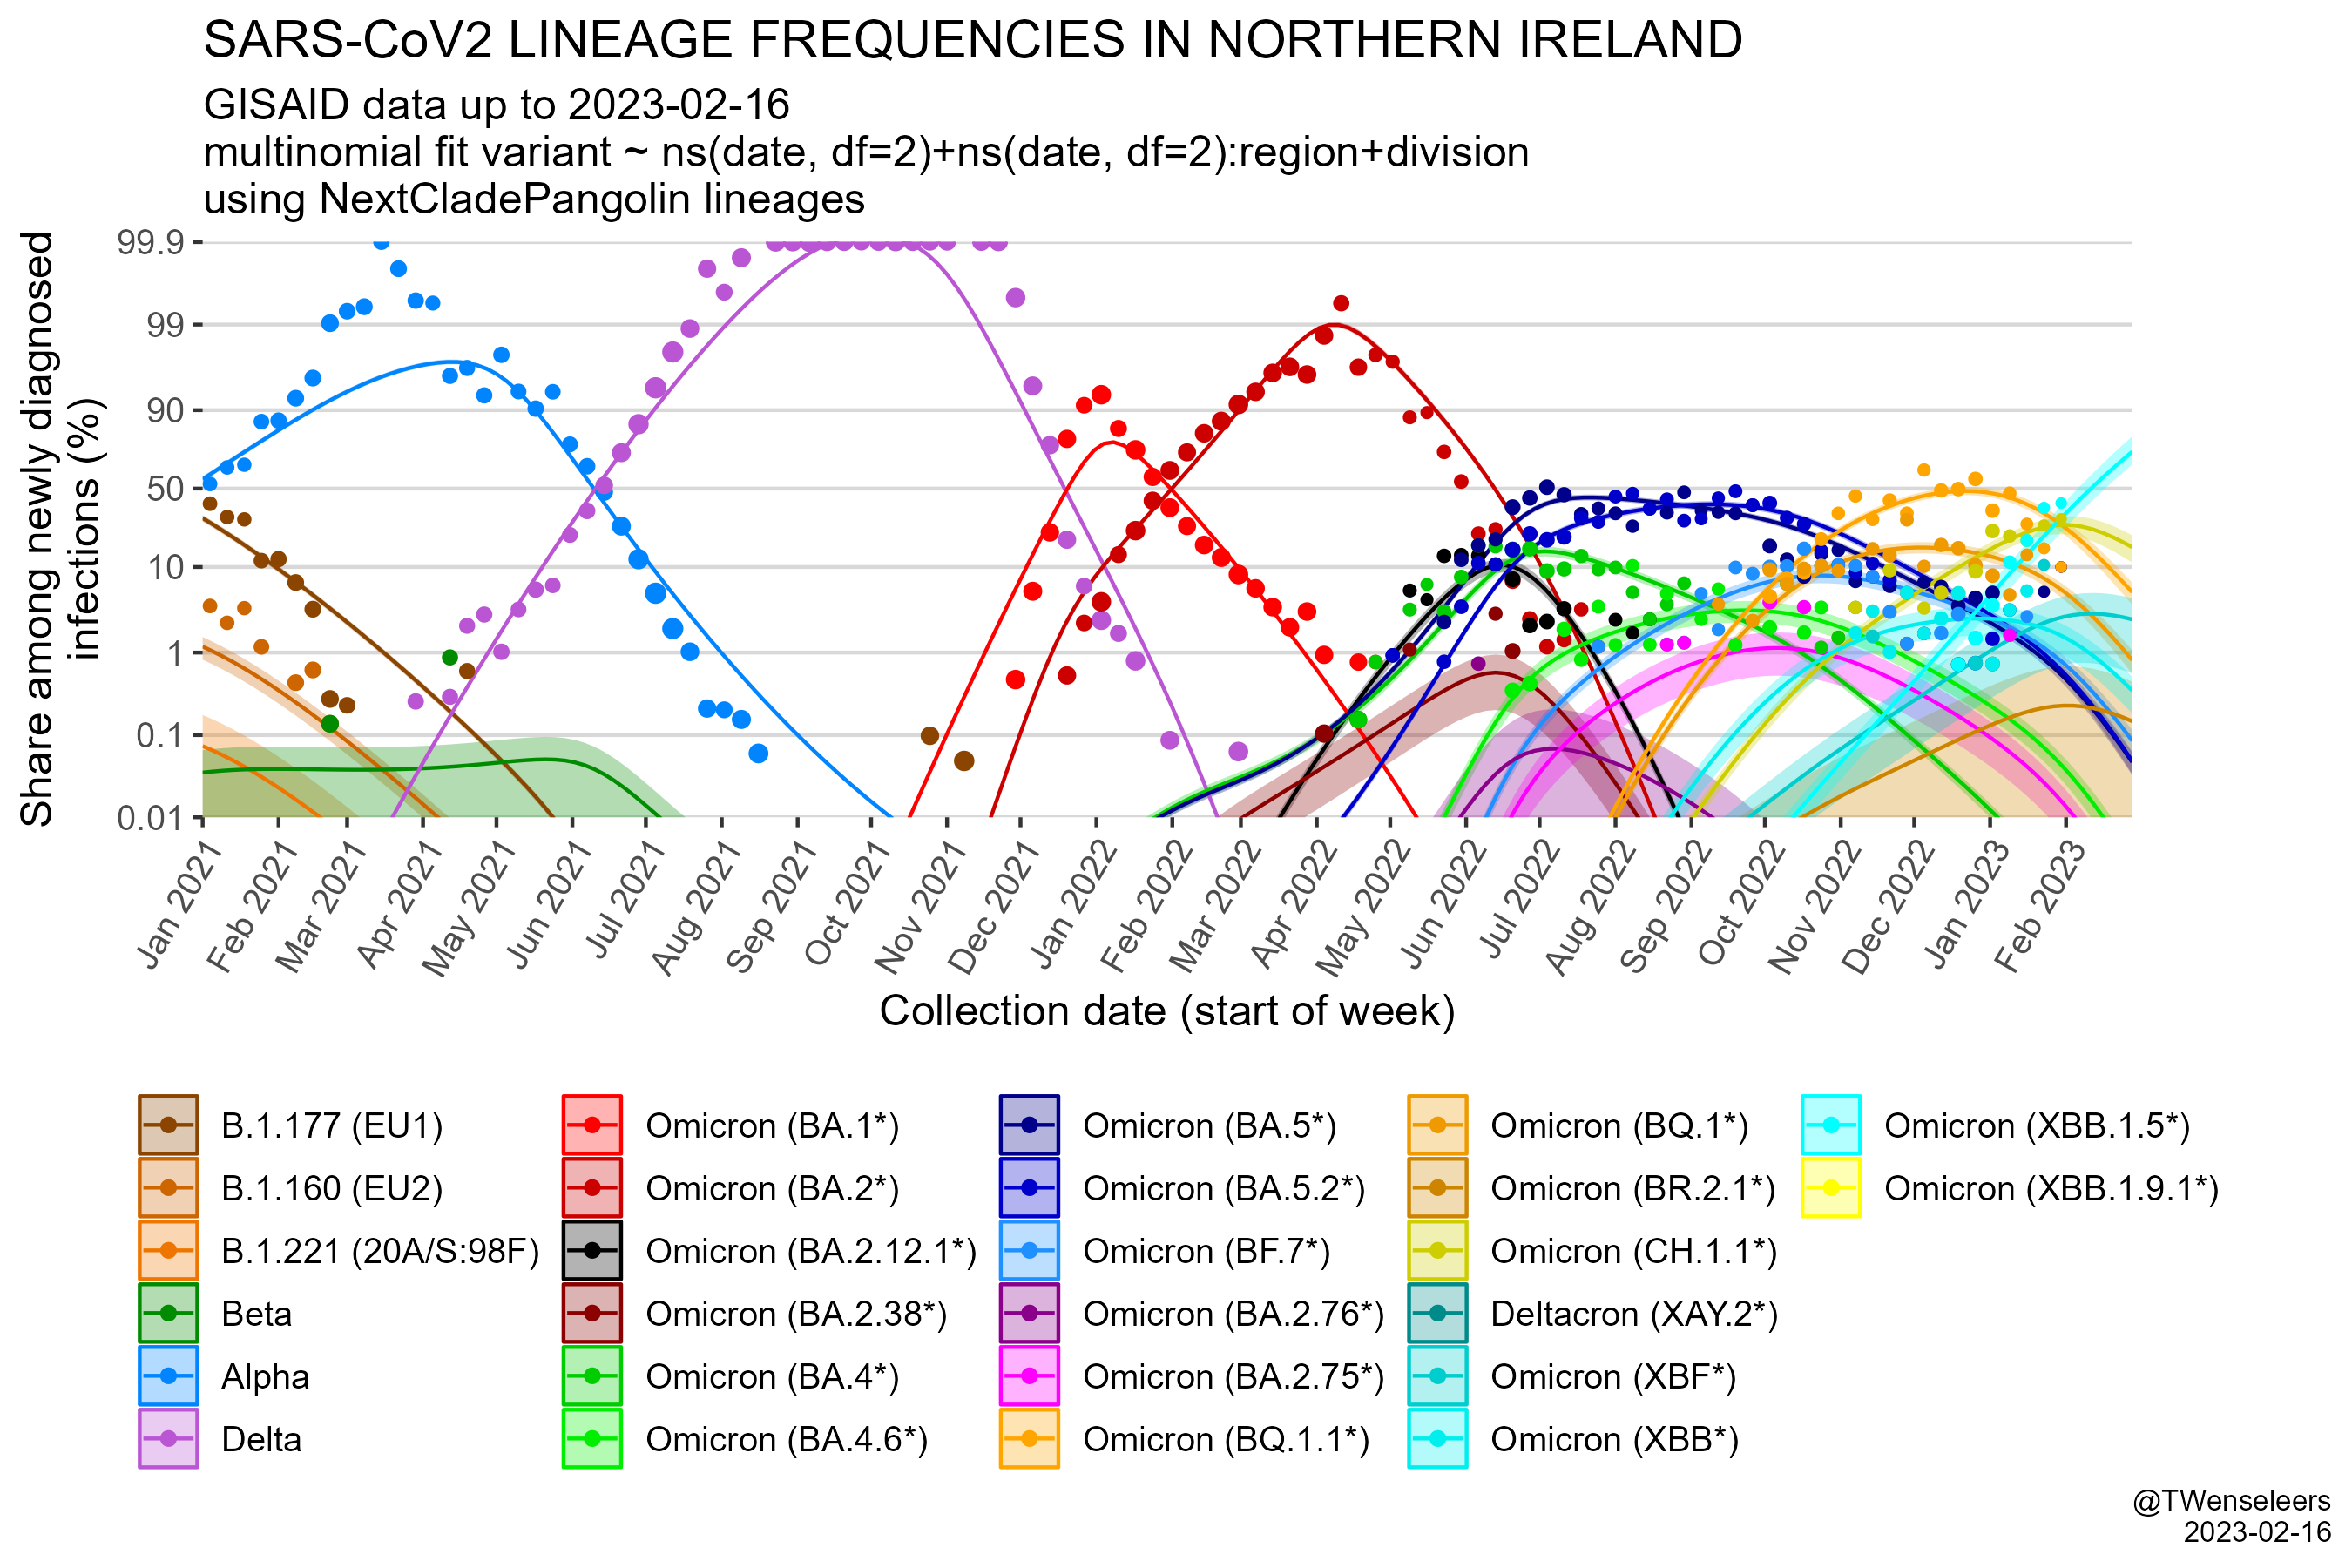 SARS-CoV2 LINEAGE FREQUENCIES IN NORTHERN IRELAND
GISAID data up to 2023-02-16
multinomial fit variant ~ ns(date, df=2)+ns(date, df=2):region+division
using NextCladePangolin lineages
Share among newly diagnosed
infections (%)
99.9
99
90
50
10
1
0.1
0.01
Jan 2021
Feb 2021
Mar 2021
Apr 2021
May 2021
Jun 2021
Jul 2021
Aug 2021
Sep 2021
Oct 2021
Nov 2021
Dec 2021
Jan 2022
Feb 2022
Mar 2022
Apr 2022
May 2022
Jun 2022
Jul 2022
Aug 2022
Sep 2022
Oct 2022
Nov 2022
Dec 2022
Jan 2023
Feb 2023
Collection date (start of week)
B.1.177 (EU1)
B.1.160 (EU2)
B.1.221 (20A/S:98F)
Beta
Alpha
Delta
Omicron (BA.1*)
Omicron (BA.2*)
Omicron (BA.2.12.1*)
Omicron (BA.2.38*)
Omicron (BA.4*)
Omicron (BA.4.6*)
Omicron (BA.5*)
Omicron (BA.5.2*)
Omicron (BF.7*)
Omicron (BA.2.76*)
Omicron (BA.2.75*)
Omicron (BQ.1.1*)
Omicron (BQ.1*)
Omicron (BR.2.1*)
Omicron (CH.1.1*)
Deltacron (XAY.2*)
Omicron (XBF*)
Omicron (XBB*)
Omicron (XBB.1.5*)
Omicron (XBB.1.9.1*)
@TWenseleers
2023-02-16